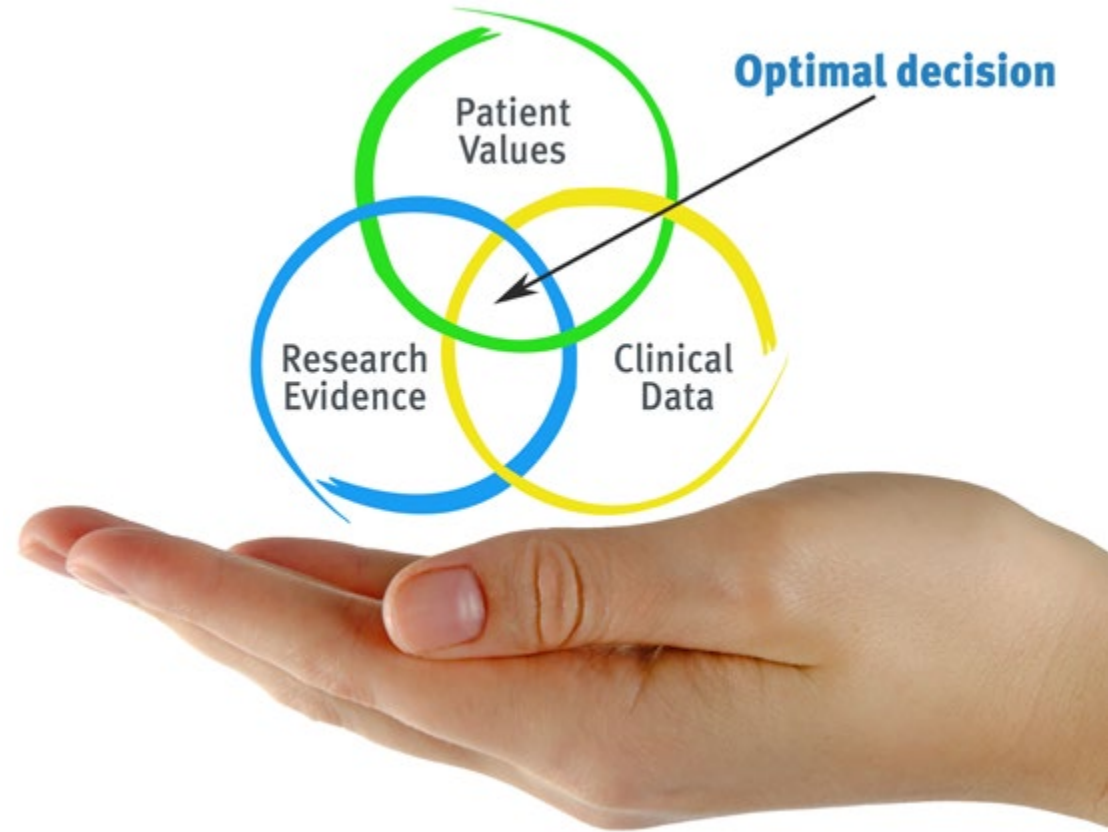 Optimal decision
Patient
Values
Research
Evidence
Clinical
Data